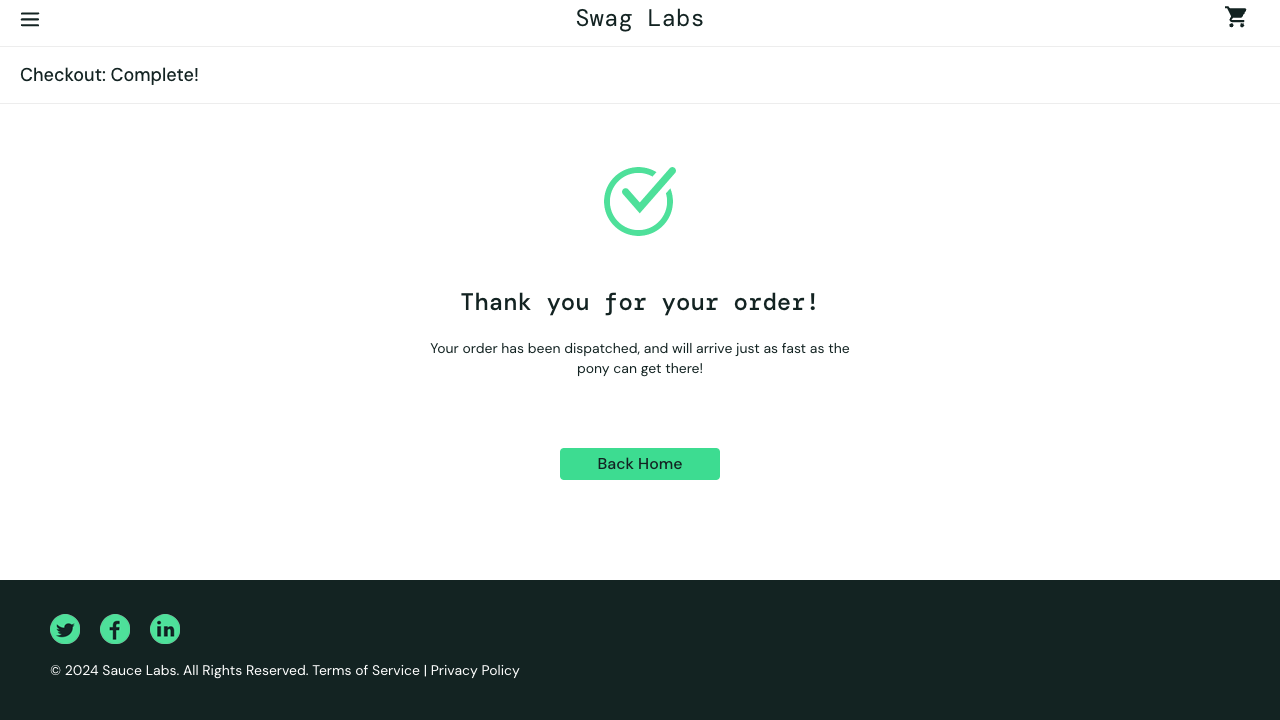 Swag Labs
Checkout: Complete!
Thank you for your order!
Your order has been dispatched, and will arrive just as fast as the
pony can get there!
Back Home
© 2024 Sauce Labs. All Rights Reserved. Terms of Service | Privacy Policy